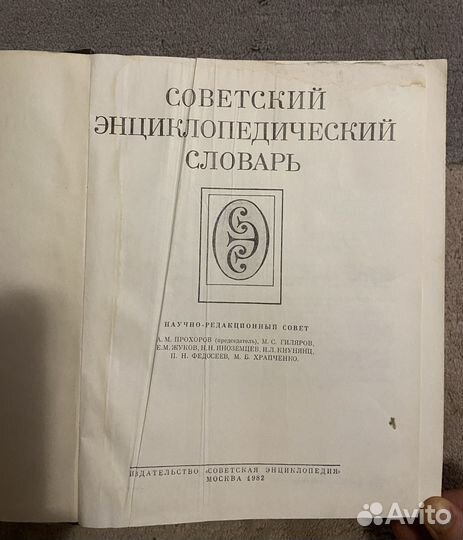 СОВЕТСКИЙ
ЭНЦИКЛОПЕДИЧЕСКИЙ
СЛОВАРЬ
СЭ
НАУЧНО-РЕДАКЦИОННЫЙ СОВЕТ
А. М. ПРОХОРОВ (председатель), М. С. ГИЛЯРОВ,
Е. М. ЖУКОВ, Н. Н. ИНОЗЕМЦЕВ, И. Л. КНУНЯНЦ,
П. Н. ФЕДОСЕЕВ, М. Б. ХРАПЧЕНКО.
ИЗДАТЕЛЬСТВО «СОВЕТСКАЯ ЭНЦИКЛОПЕДИЯ»
МОСКВА 1982
Avito